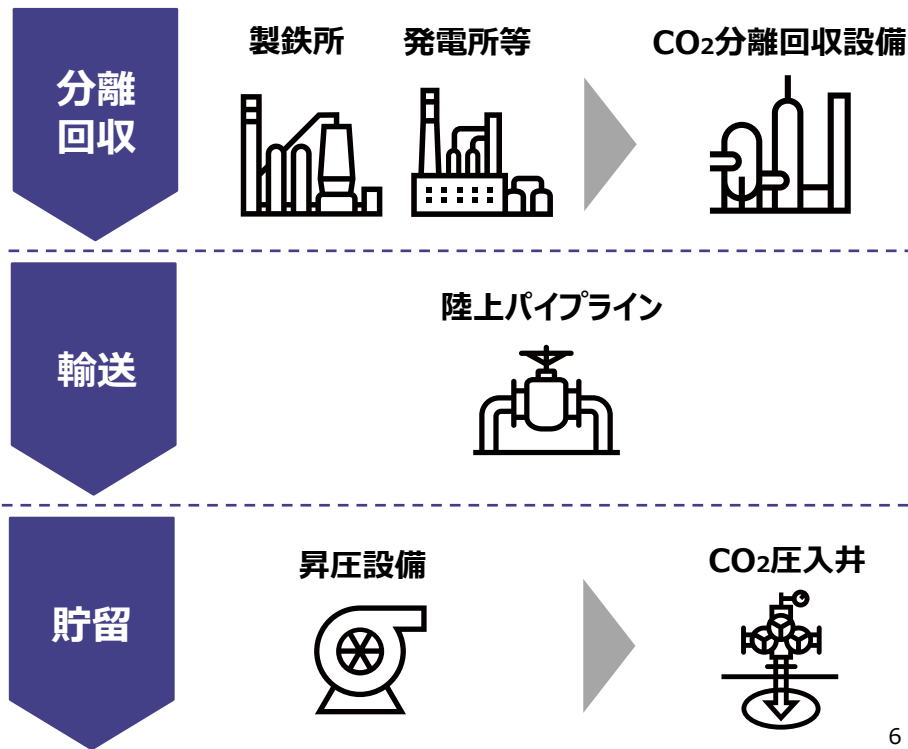 分離
回収
製鉄所 発電所等 CO₂分離回収設備
輸送
陸上パイプライン
貯留
昇圧設備 CO₂圧入井
6